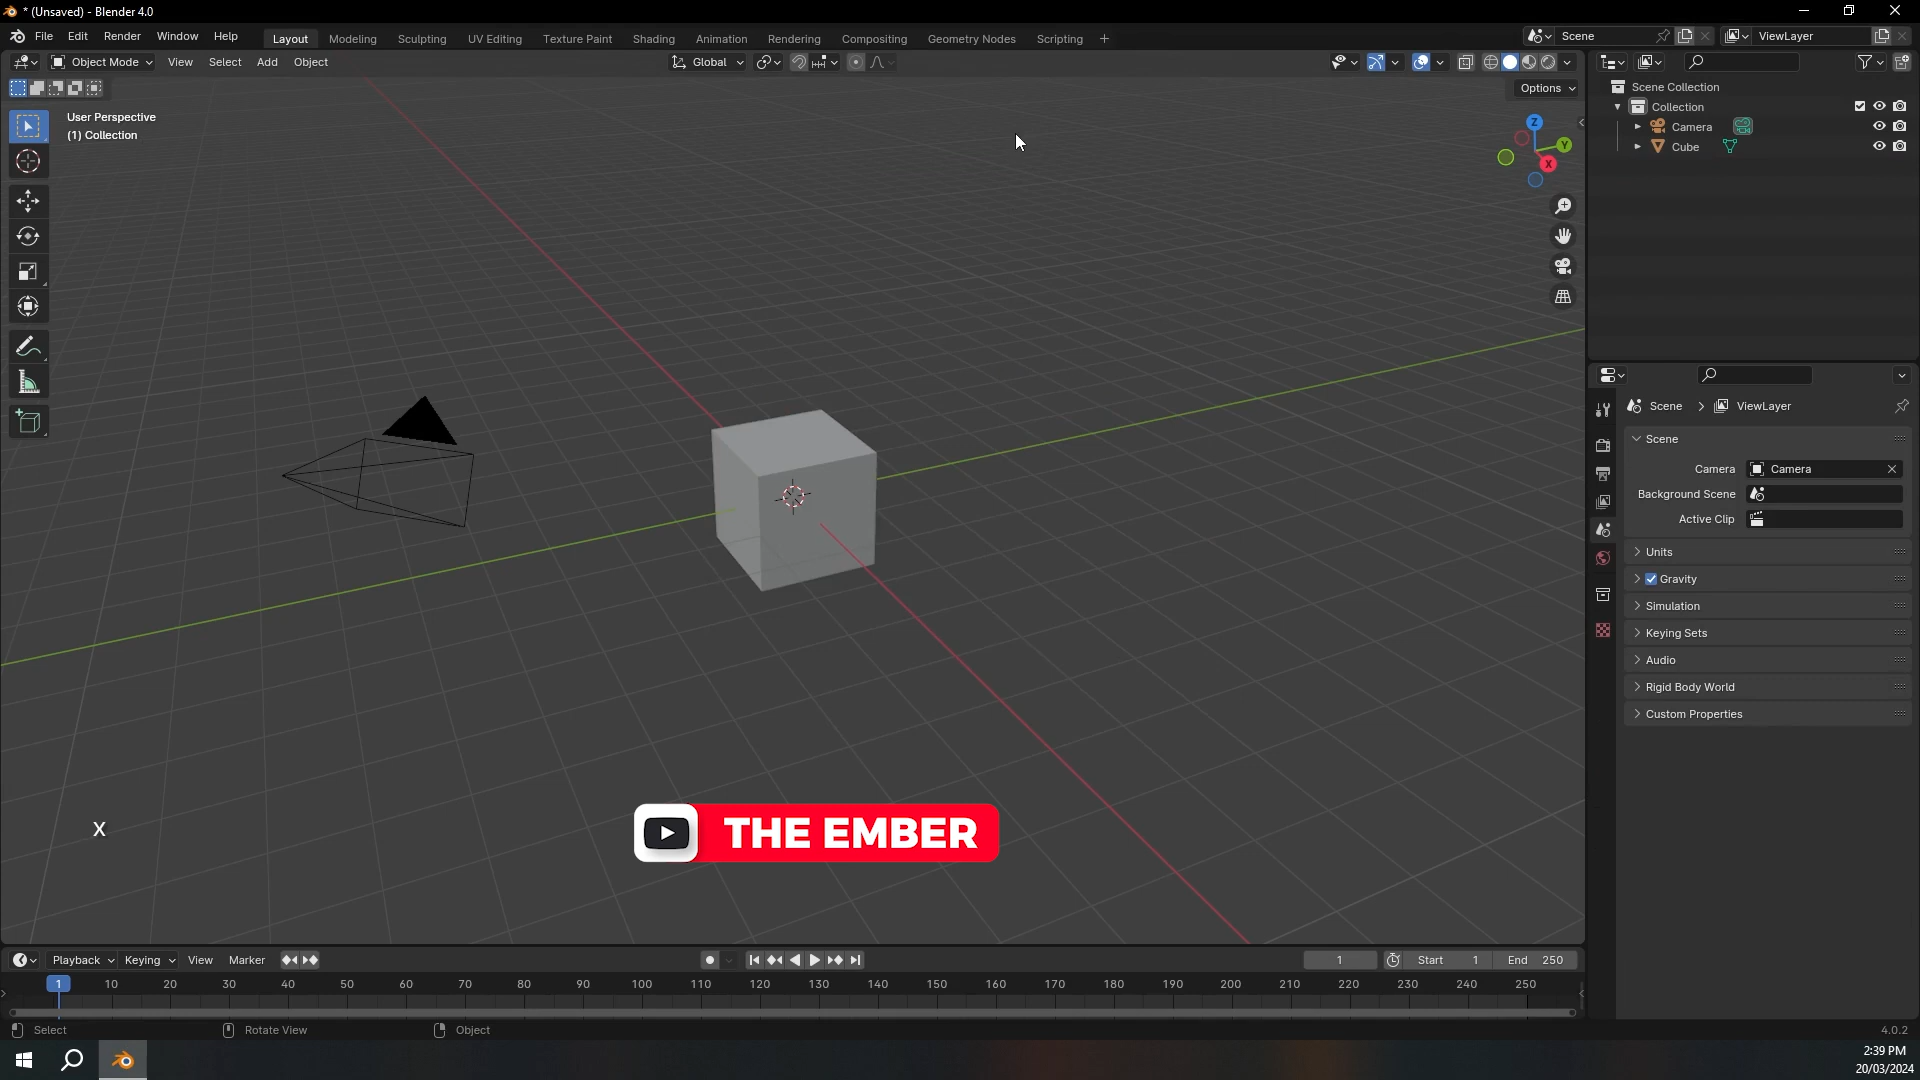 * (Unsaved) - Blender 4.0
File Edit Render Window Help Layout Modeling Sculpting UV Editing Texture Paint Shading Animation Rendering Compositing Geometry Nodes Scripting + Scene ViewLayer
Object Mode View Select Add Object Global
Options
User Perspective
(1) Collection
Z
Y
X
Scene Collection
Collection
Camera
Cube
Scene > ViewLayer
Scene
Camera Camera
Background Scene
Active Clip
Units
Gravity
Simulation
Keying Sets
Audio
Rigid Body World
Custom Properties
X
THE EMBER
Playback Keying View Marker 1 Start 1 End 250
1 10 20 30 40 50 60 70 80 90 100 110 120 130 140 150 160 170 180 190 200 210 220 230 240 250
Select Rotate View Object 4.0.2
2:39 PM
20/03/2024